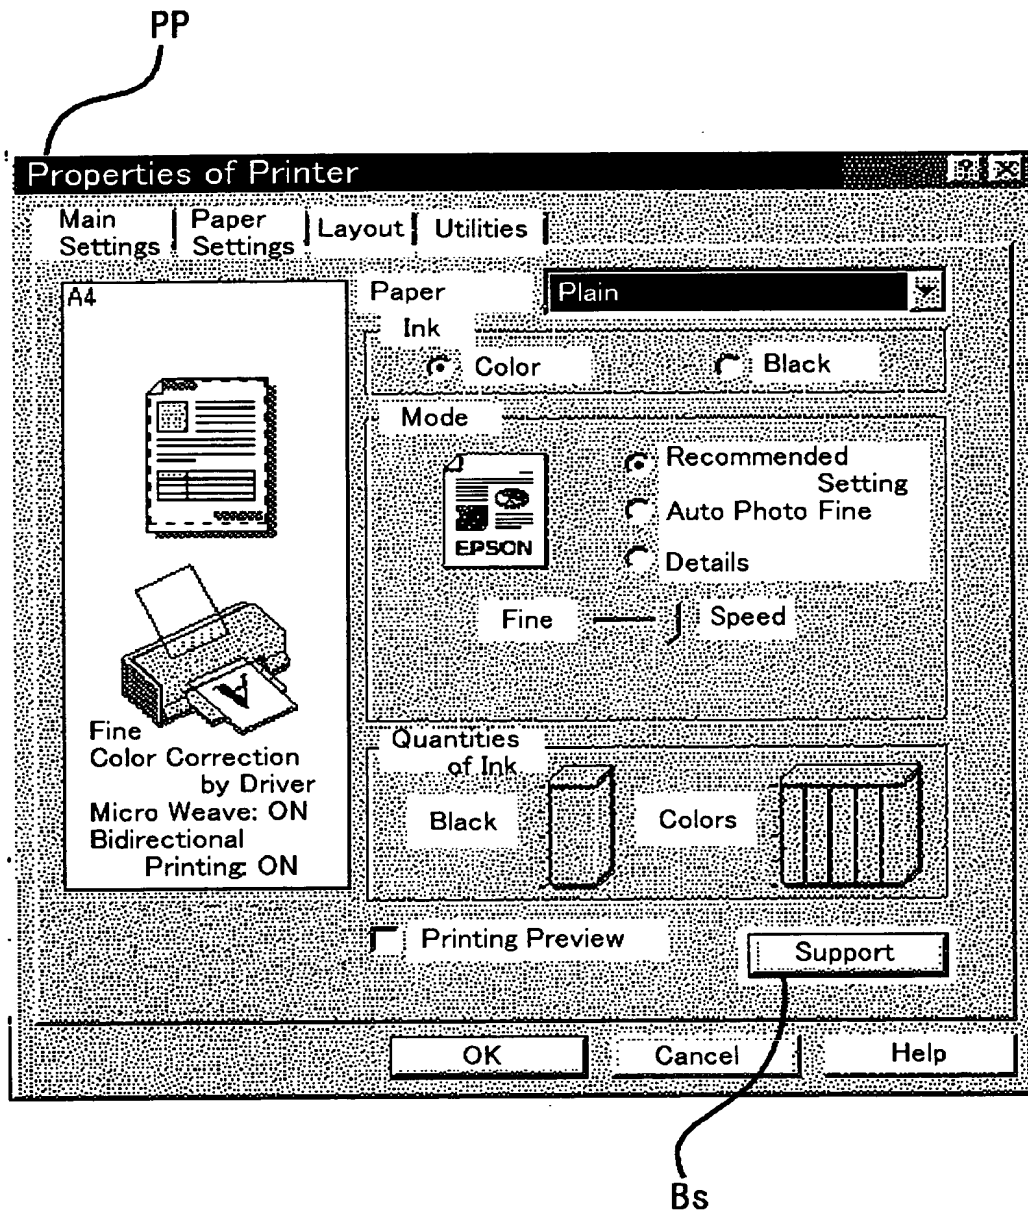 PP
Properties of Printer
Main
Settings
Paper
Settings
Layout
Utilities
A4
Paper
Plain
Ink
Color
Black
Mode
EPSON
Recommended
Setting
Auto Photo Fine
Details
Fine
Speed
Fine
Color Correction
by Driver
Micro Weave: ON
Bidirectional
Printing: ON
Quantities
of Ink
Black
Colors
Printing Preview
Support
OK
Cancel
Help
Bs